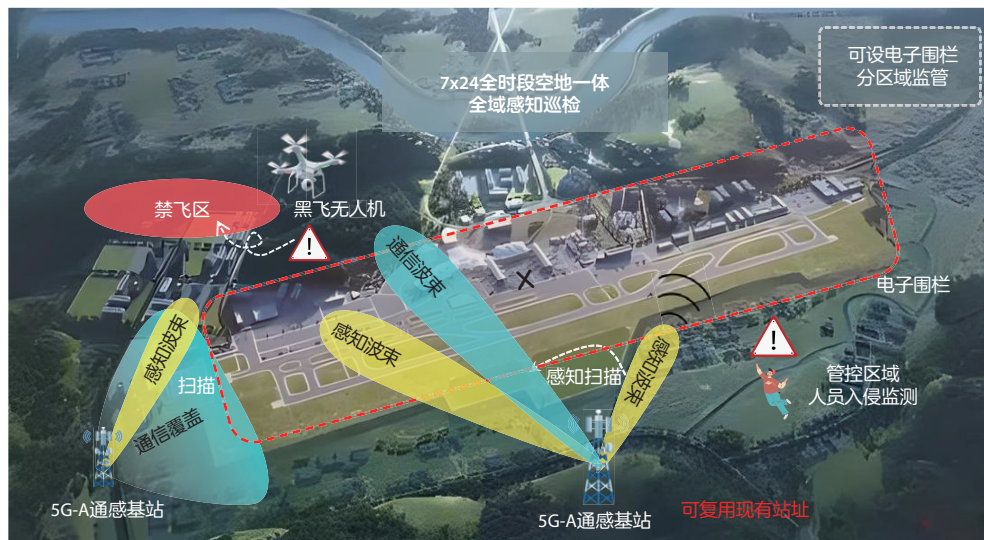 7x24全时段空地一体
全域感知巡检
可设电子围栏
分区域监管
禁飞区
黑飞无人机
!
通信波束
电子围栏
感知波束
感知波束
感知波束
!
感知扫描
扫描
管控区域
人员入侵监测
通信覆盖
5G-A通感基站
5G-A通感基站
可复用现有站址